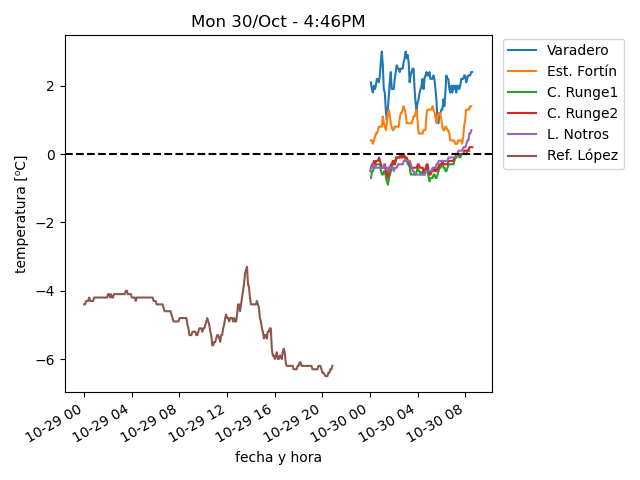 Mon 30/Oct - 4:46PM
temperatura [ºC]
2
0
−2
−4
−6
10-29 00
10-29 04
10-29 08
10-29 12
10-29 16
10-29 20
10-30 00
10-30 04
10-30 08
fecha y hora
Varadero
Est. Fortín
C. Runge1
C. Runge2
L. Notros
Ref. López